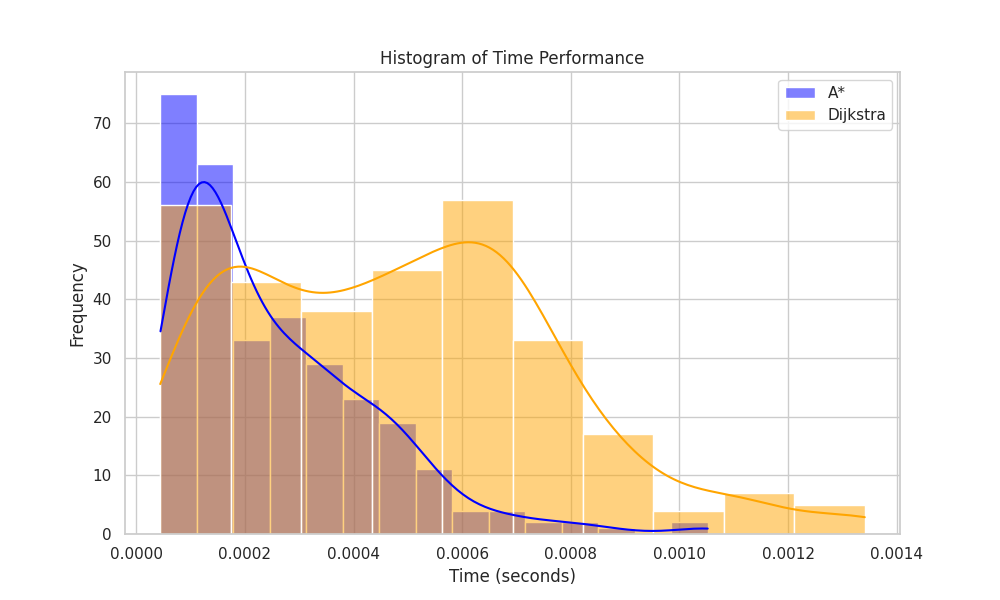 Histogram of Time Performance
A*
Dijkstra
Frequency
70
60
50
40
30
20
10
0
0.0000 0.0002 0.0004 0.0006 0.0008 0.0010 0.0012 0.0014
Time (seconds)